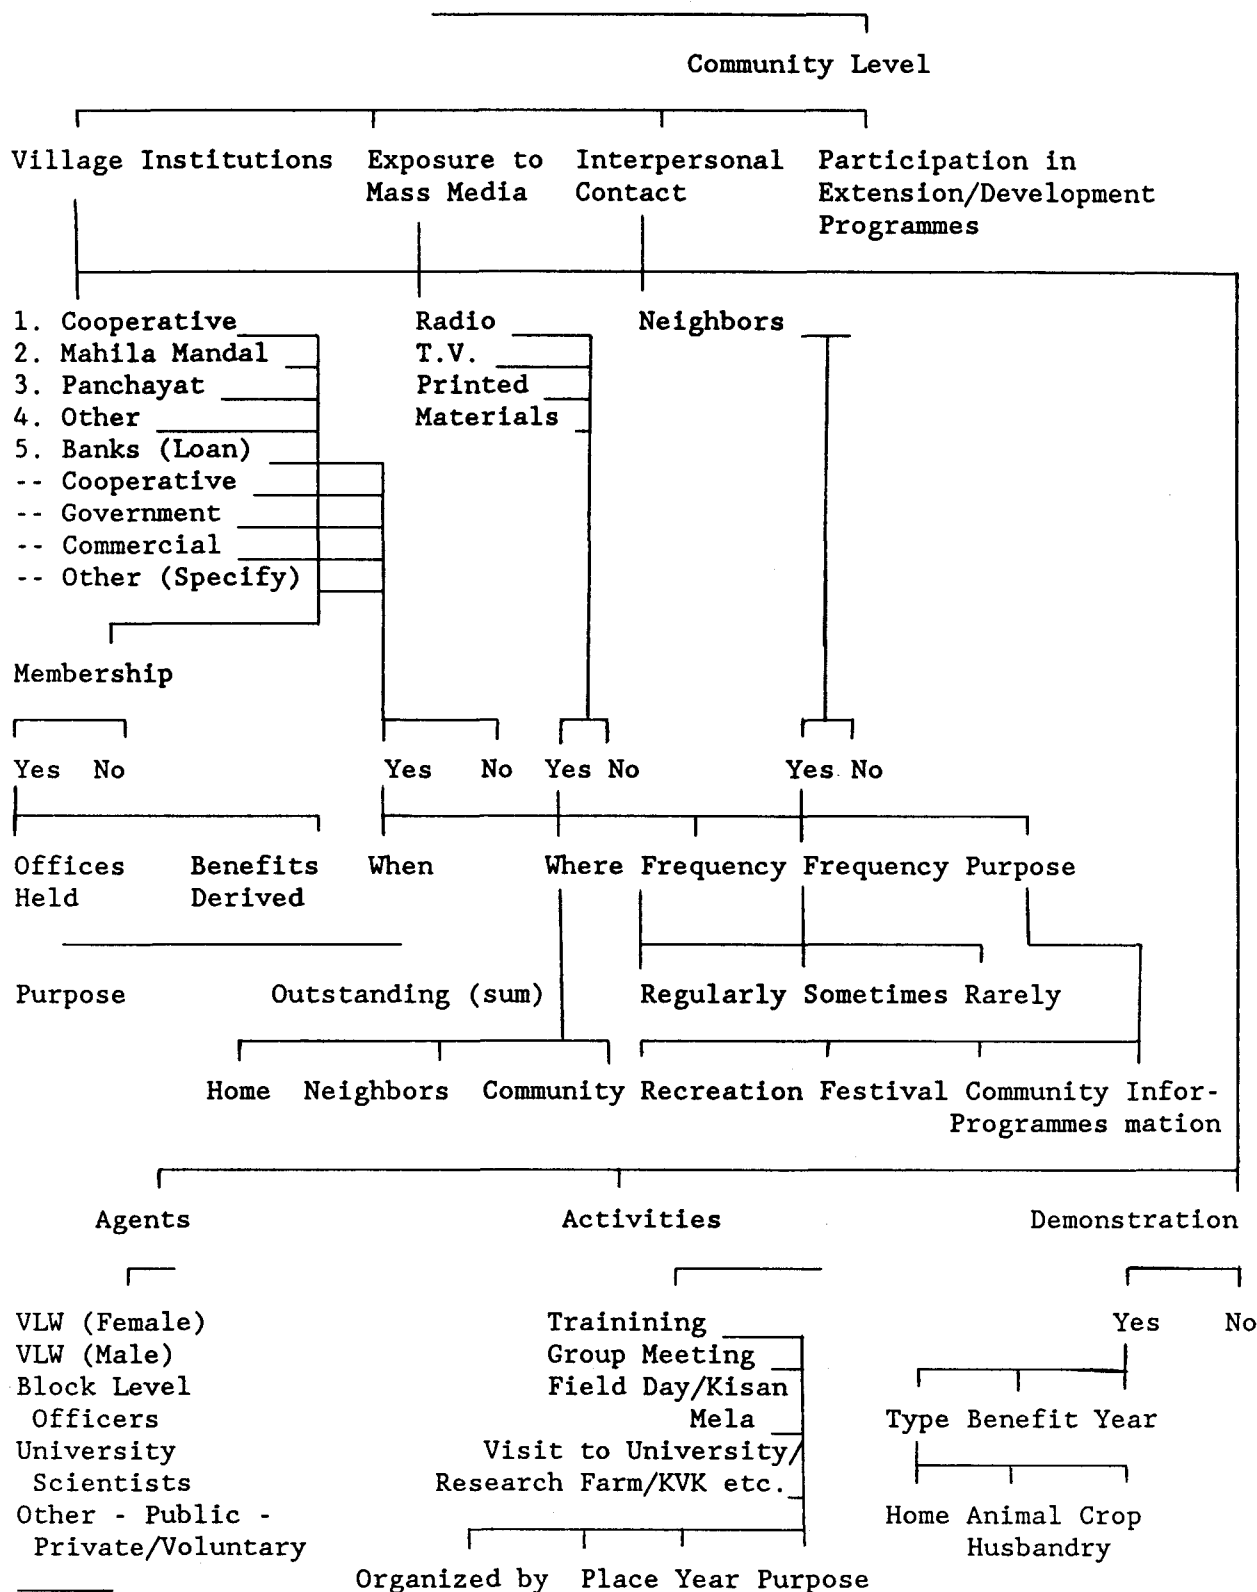 Community Level
Village Institutions Exposure to Mass Media Interpersonal Contact Participation in Extension/Development Programmes
1. Cooperative
2. Mahila Mandal
3. Panchayat
4. Other
5. Banks (Loan)
-- Cooperative
-- Government
-- Commercial
-- Other (Specify)
Radio
T.V.
Printed
Materials
Neighbors
Membership
Yes No
Yes No Yes No
Yes No
Offices Held Benefits Derived When Where Frequency Frequency Purpose
Purpose Outstanding (sum) Regularly Sometimes Rarely
Home Neighbors Community Recreation Festival Community Programmes Infor-
mation
Agents Activities Demonstration
VLW (Female)
VLW (Male)
Block Level
Officers
University
Scientists
Other - Public -
Private/Voluntary
Trainining
Group Meeting
Field Day/Kisan
Mela
Visit to University/
Research Farm/KVK etc.
Organized by Place Year Purpose
Yes No
Type Benefit Year
Home Animal Crop
Husbandry